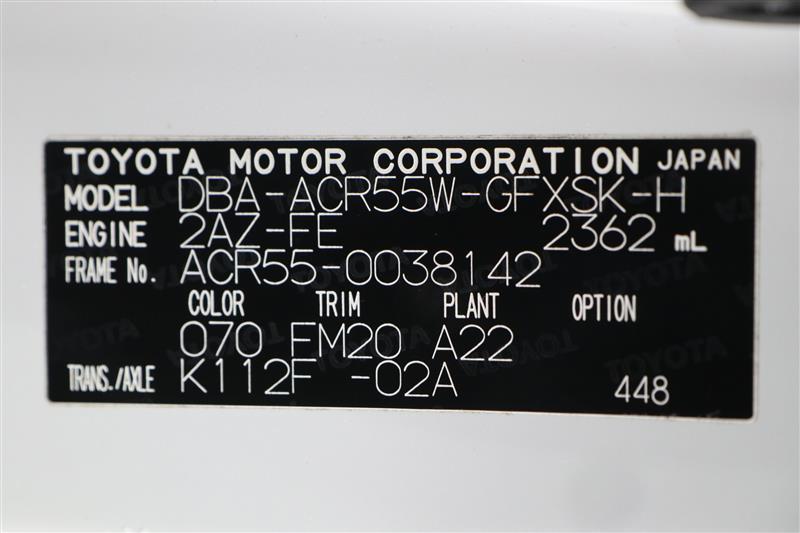 TOYOTA MOTOR CORPORATION JAPAN
MODEL DBA-ACR55W-GFXSK-H
ENGINE 2AZ-FE 2362 mL
FRAME No. ACR55-0038142
COLOR TRIM PLANT OPTION
070 FM20 A22
TRANS./AXLE K112F -02A 448